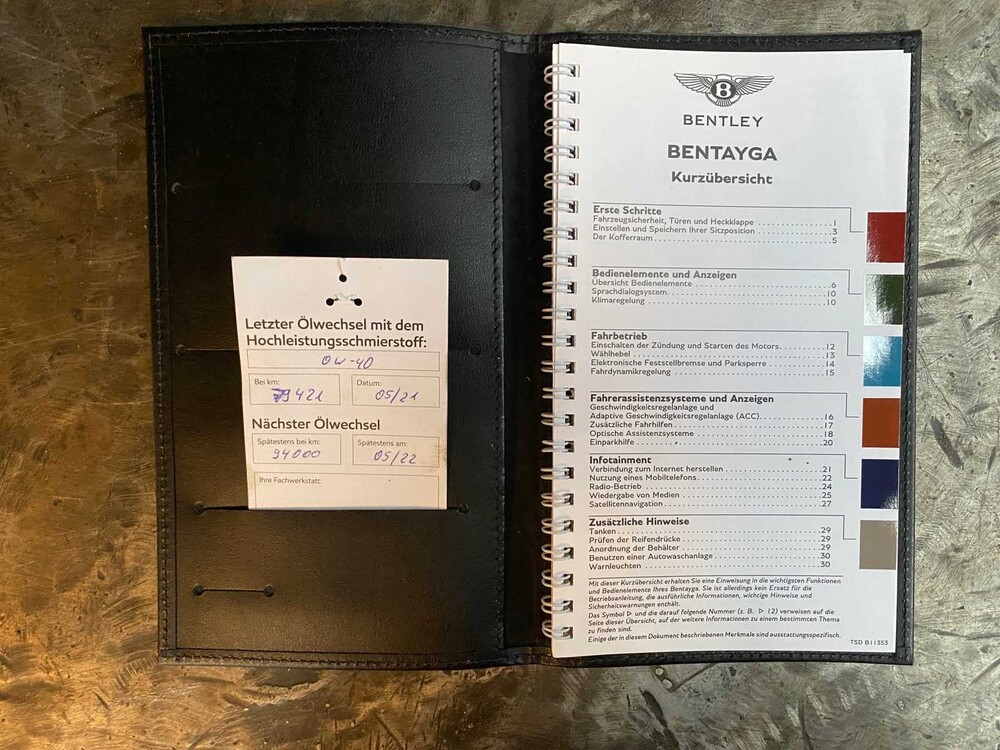 Letzter Ölwechsel mit dem
Hochleistungsschmierstoff:
0W-40
Bei km:
79421
Datum:
05/21
Nächster Ölwechsel
Spätestens bei km:
94000
Spätestens am:
05/22
Ihre Fachwerkstatt:
B
BENTLEY
BENTAYGA
Kurzübersicht
Erste Schritte
Fahrzeugsicherheit, Türen und Heckklappe 1
Einstellen und Speichern Ihrer Sitzposition 3
Der Kofferraum 5
Bedienelemente und Anzeigen
Übersicht Bedienelemente 6
Sprachdialogsystem 10
Klimaregelung 10
Fahrbetrieb
Einschalten der Zündung und Starten des Motors 12
Wählhebel 13
Elektronische Feststellbremse und Parksperre 14
Fahrdynamikregelung 15
Fahrerassistenzsysteme und Anzeigen
Geschwindigkeitsregelanlage und
Adaptive Geschwindigkeitsregelanlage (ACC) 16
Zusätzliche Fahrhilfen 17
Optische Assistenzsysteme 18
Einparkhilfe 20
Infotainment
Verbindung zum Internet herstellen 21
Nutzung eines Mobiltelefons 22
Radio-Betrieb 24
Wiedergabe von Medien 25
Satellitennavigation 27
Zusätzliche Hinweise
Tanken 29
Prüfen der Reifendrücke 29
Anordnung der Behälter 29
Benutzen einer Autowaschanlage 30
Warnleuchten 30
Mit dieser Kurzübersicht erhalten Sie eine Einweisung in die wichtigsten Funktionen
und Bedienelemente Ihres Bentayga. Sie ist allerdings kein Ersatz für die
Betriebsanleitung, die ausführliche Informationen, wichtige Hinweise und
Sicherheitswarnungen enthält.
Das Symbol ▷ und die darauf folgende Nummer (z. B. ▷ 12) verweisen auf die
Seite dieser Übersicht, auf der weitere Informationen zu einem bestimmten Thema
zu finden sind.
Einige der in diesem Dokument beschriebenen Merkmale sind ausstattungsspezifisch.
TSD B11353